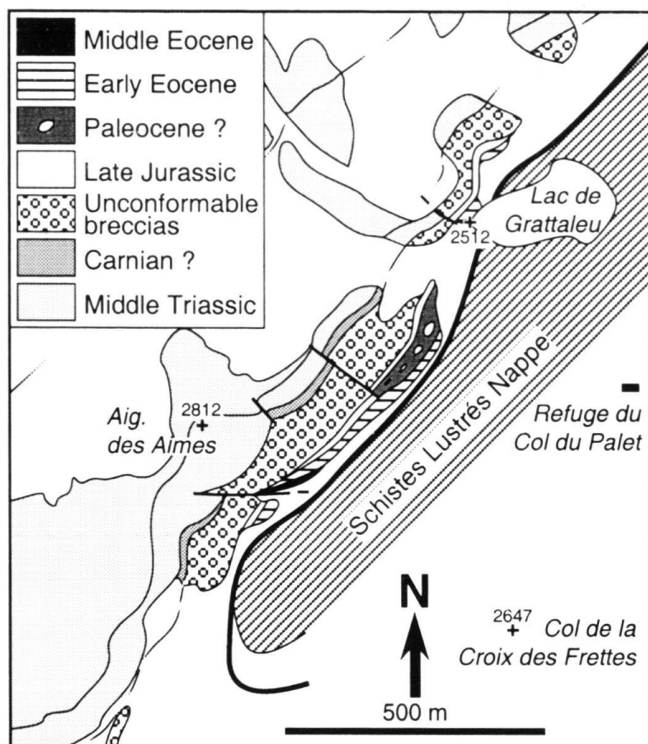 Middle Eocene
Early Eocene
Paleocene ?
Late Jurassic
Unconformable
breccias
Carnian ?
Middle Triassic
Lac de
Grattaleu
2512
Aig.
des Aimes
2812
Refuge du
Col du Palet
Schistes Lustrés Nappe
N
2647
Col de la
Croix des Frettes
500 m